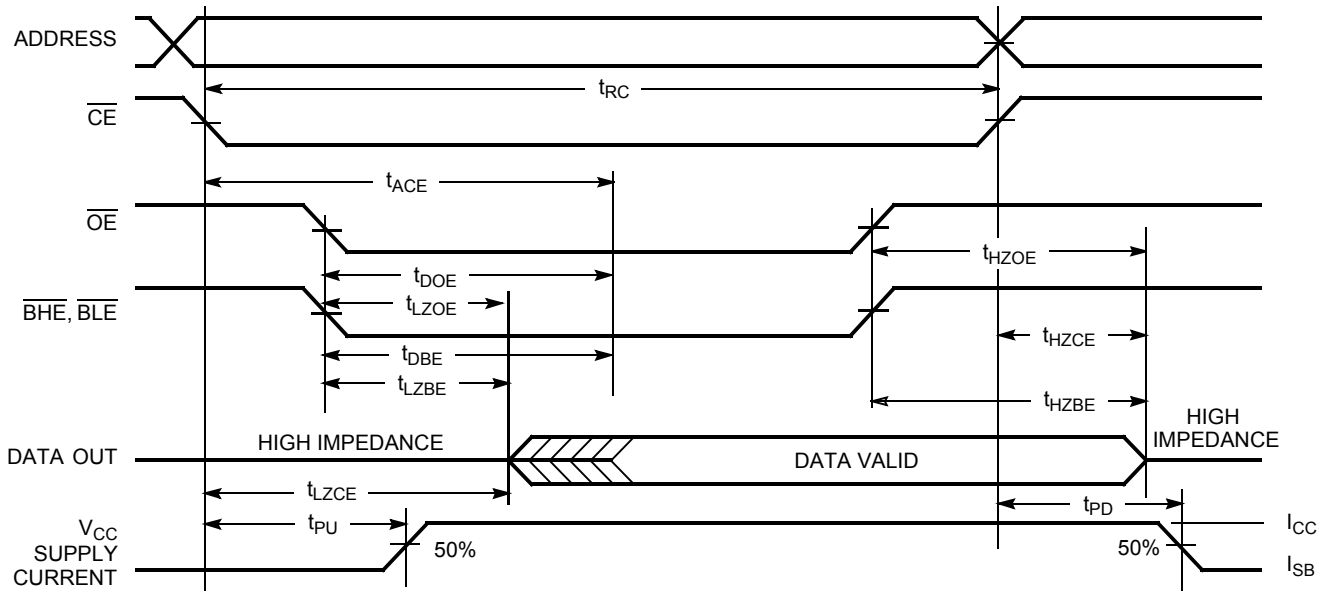 ADDRESS
tRC
CE
tACE
OE
tHZOE
tDOE
BHE, BLE
tLZOE
tHZCE
tDBE
tLZBE
tHZBE
HIGH
IMPEDANCE
HIGH IMPEDANCE
DATA OUT
DATA VALID
tLZCE
tPD
VCC
SUPPLY
CURRENT
tPU
50%
50%
ICC
ISB